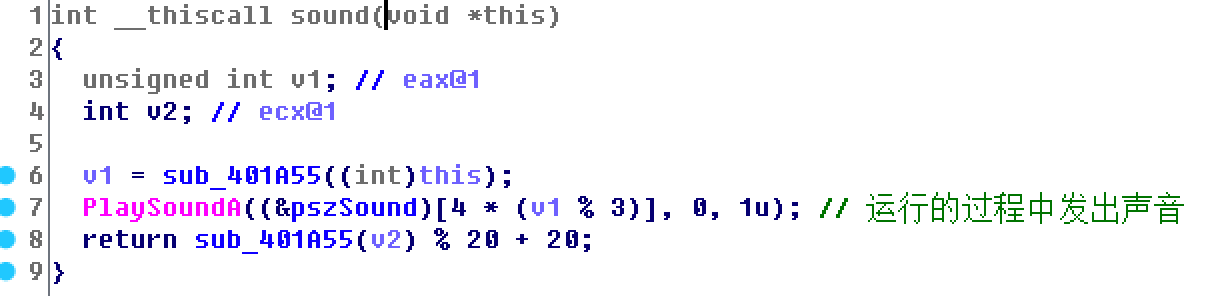 1 int __thiscall sound(void *this)
2 {
3 unsigned int v1; // eax@1
4 int v2; // ecx@1
5
6 v1 = sub_401A55((int)this);
7 PlaySoundA((&pszSound)[4 * (v1 % 3)], 0, 1u); // 运行的过程中发出声音
8 return sub_401A55(v2) % 20 + 20;
9 }